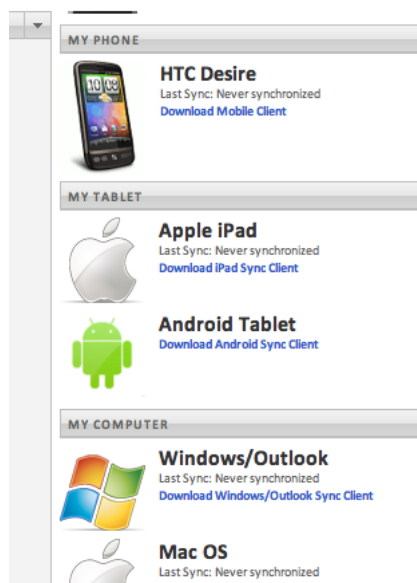 MY PHONE
10 08
HTC Desire
Last Sync: Never synchronized
Download Mobile Client
MY TABLET
Apple iPad
Last Sync: Never synchronized
Download iPad Sync Client
Android Tablet
Download Android Sync Client
MY COMPUTER
Windows/Outlook
Last Sync: Never synchronized
Download Windows/Outlook Sync Client
Mac OS
Last Sync: Never synchronized